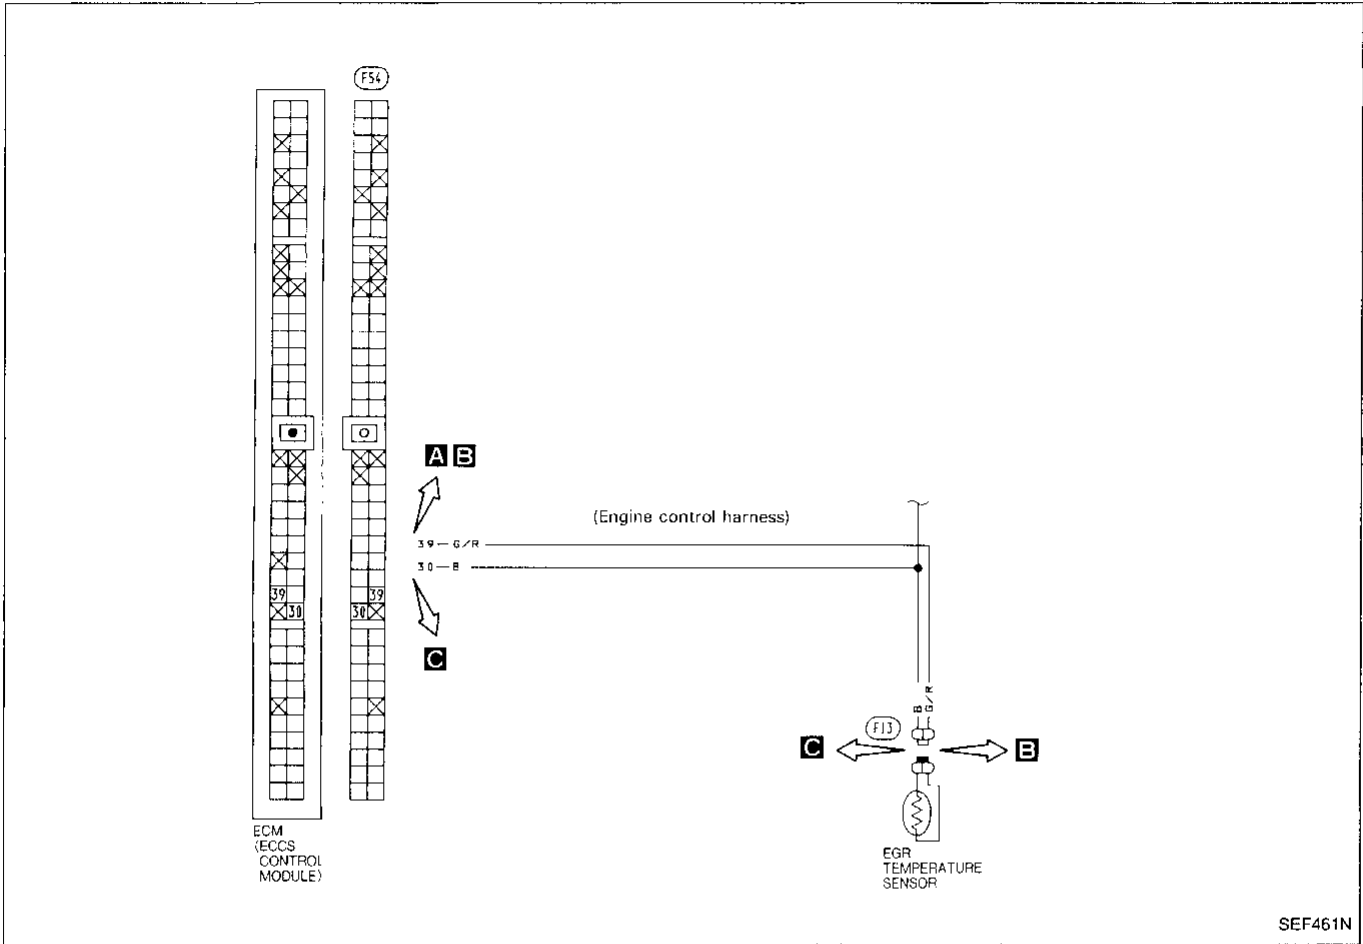 F54
A B
(Engine control harness)
39 — G/R
30 — B
39
30
39
30
C
B
G/R
F13
C
B
ECM
(ECCS
CONTROL
MODULE)
EGR
TEMPERATURE
SENSOR
SEF461N